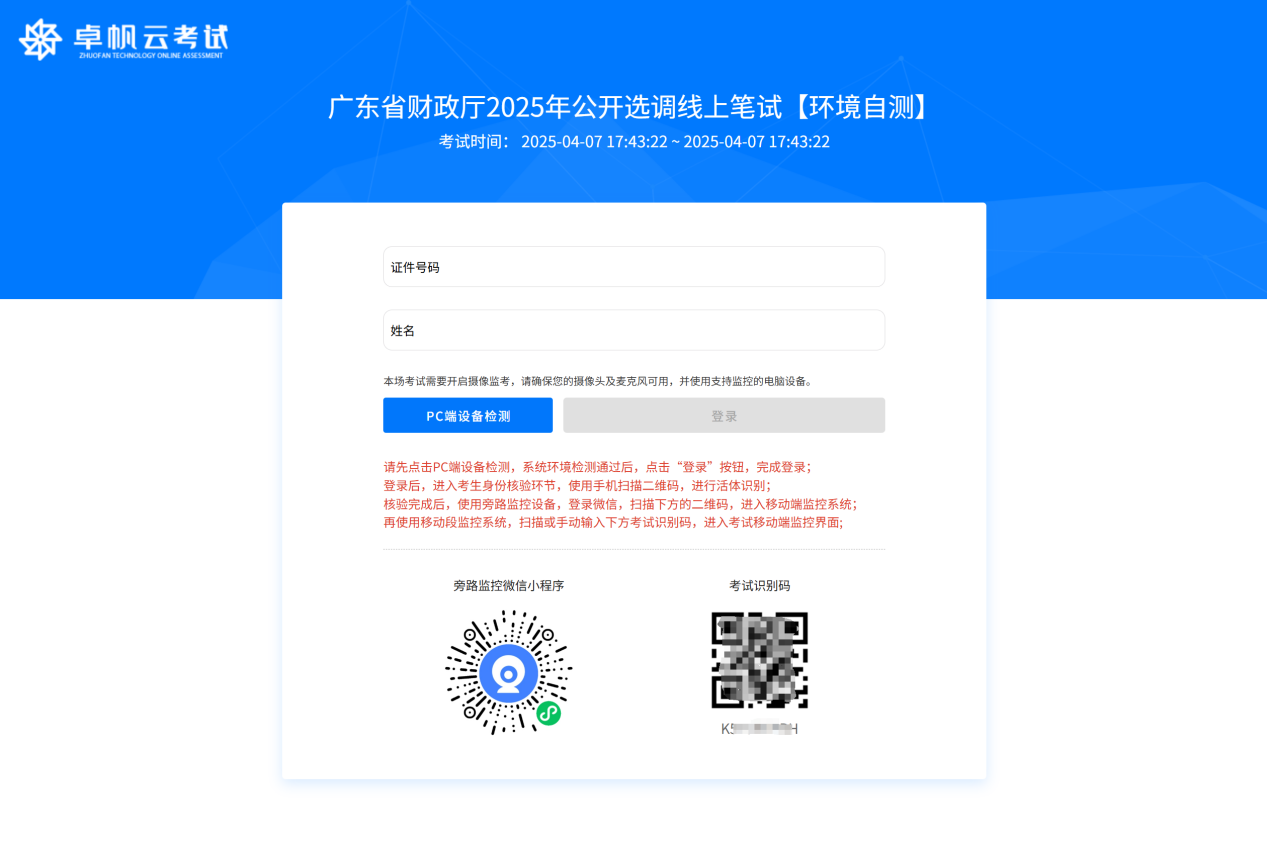 卓帆云考试
ZHUOFAN TECHNOLOGY ONLINE ASSESSMENT
广东省财政厅2025年公开选调线上笔试【环境自测】
考试时间： 2025-04-07 17:43:22 ~ 2025-04-07 17:43:22
证件号码
姓名
本场考试需要开启摄像监考，请确保您的摄像头及麦克风可用，并使用支持监控的电脑设备。
PC端设备检测
登录
请先点击PC端设备检测，系统环境检测通过后，点击“登录”按钮，完成登录；
登录后，进入考生身份核验环节，使用手机扫描二维码，进行活体识别；
核验完成后，使用旁路监控设备，登录微信，扫描下方的二维码，进入移动端监控系统；
再使用移动段监控系统，扫描或手动输入下方考试识别码，进入考试移动端监控界面;
旁路监控微信小程序
考试识别码